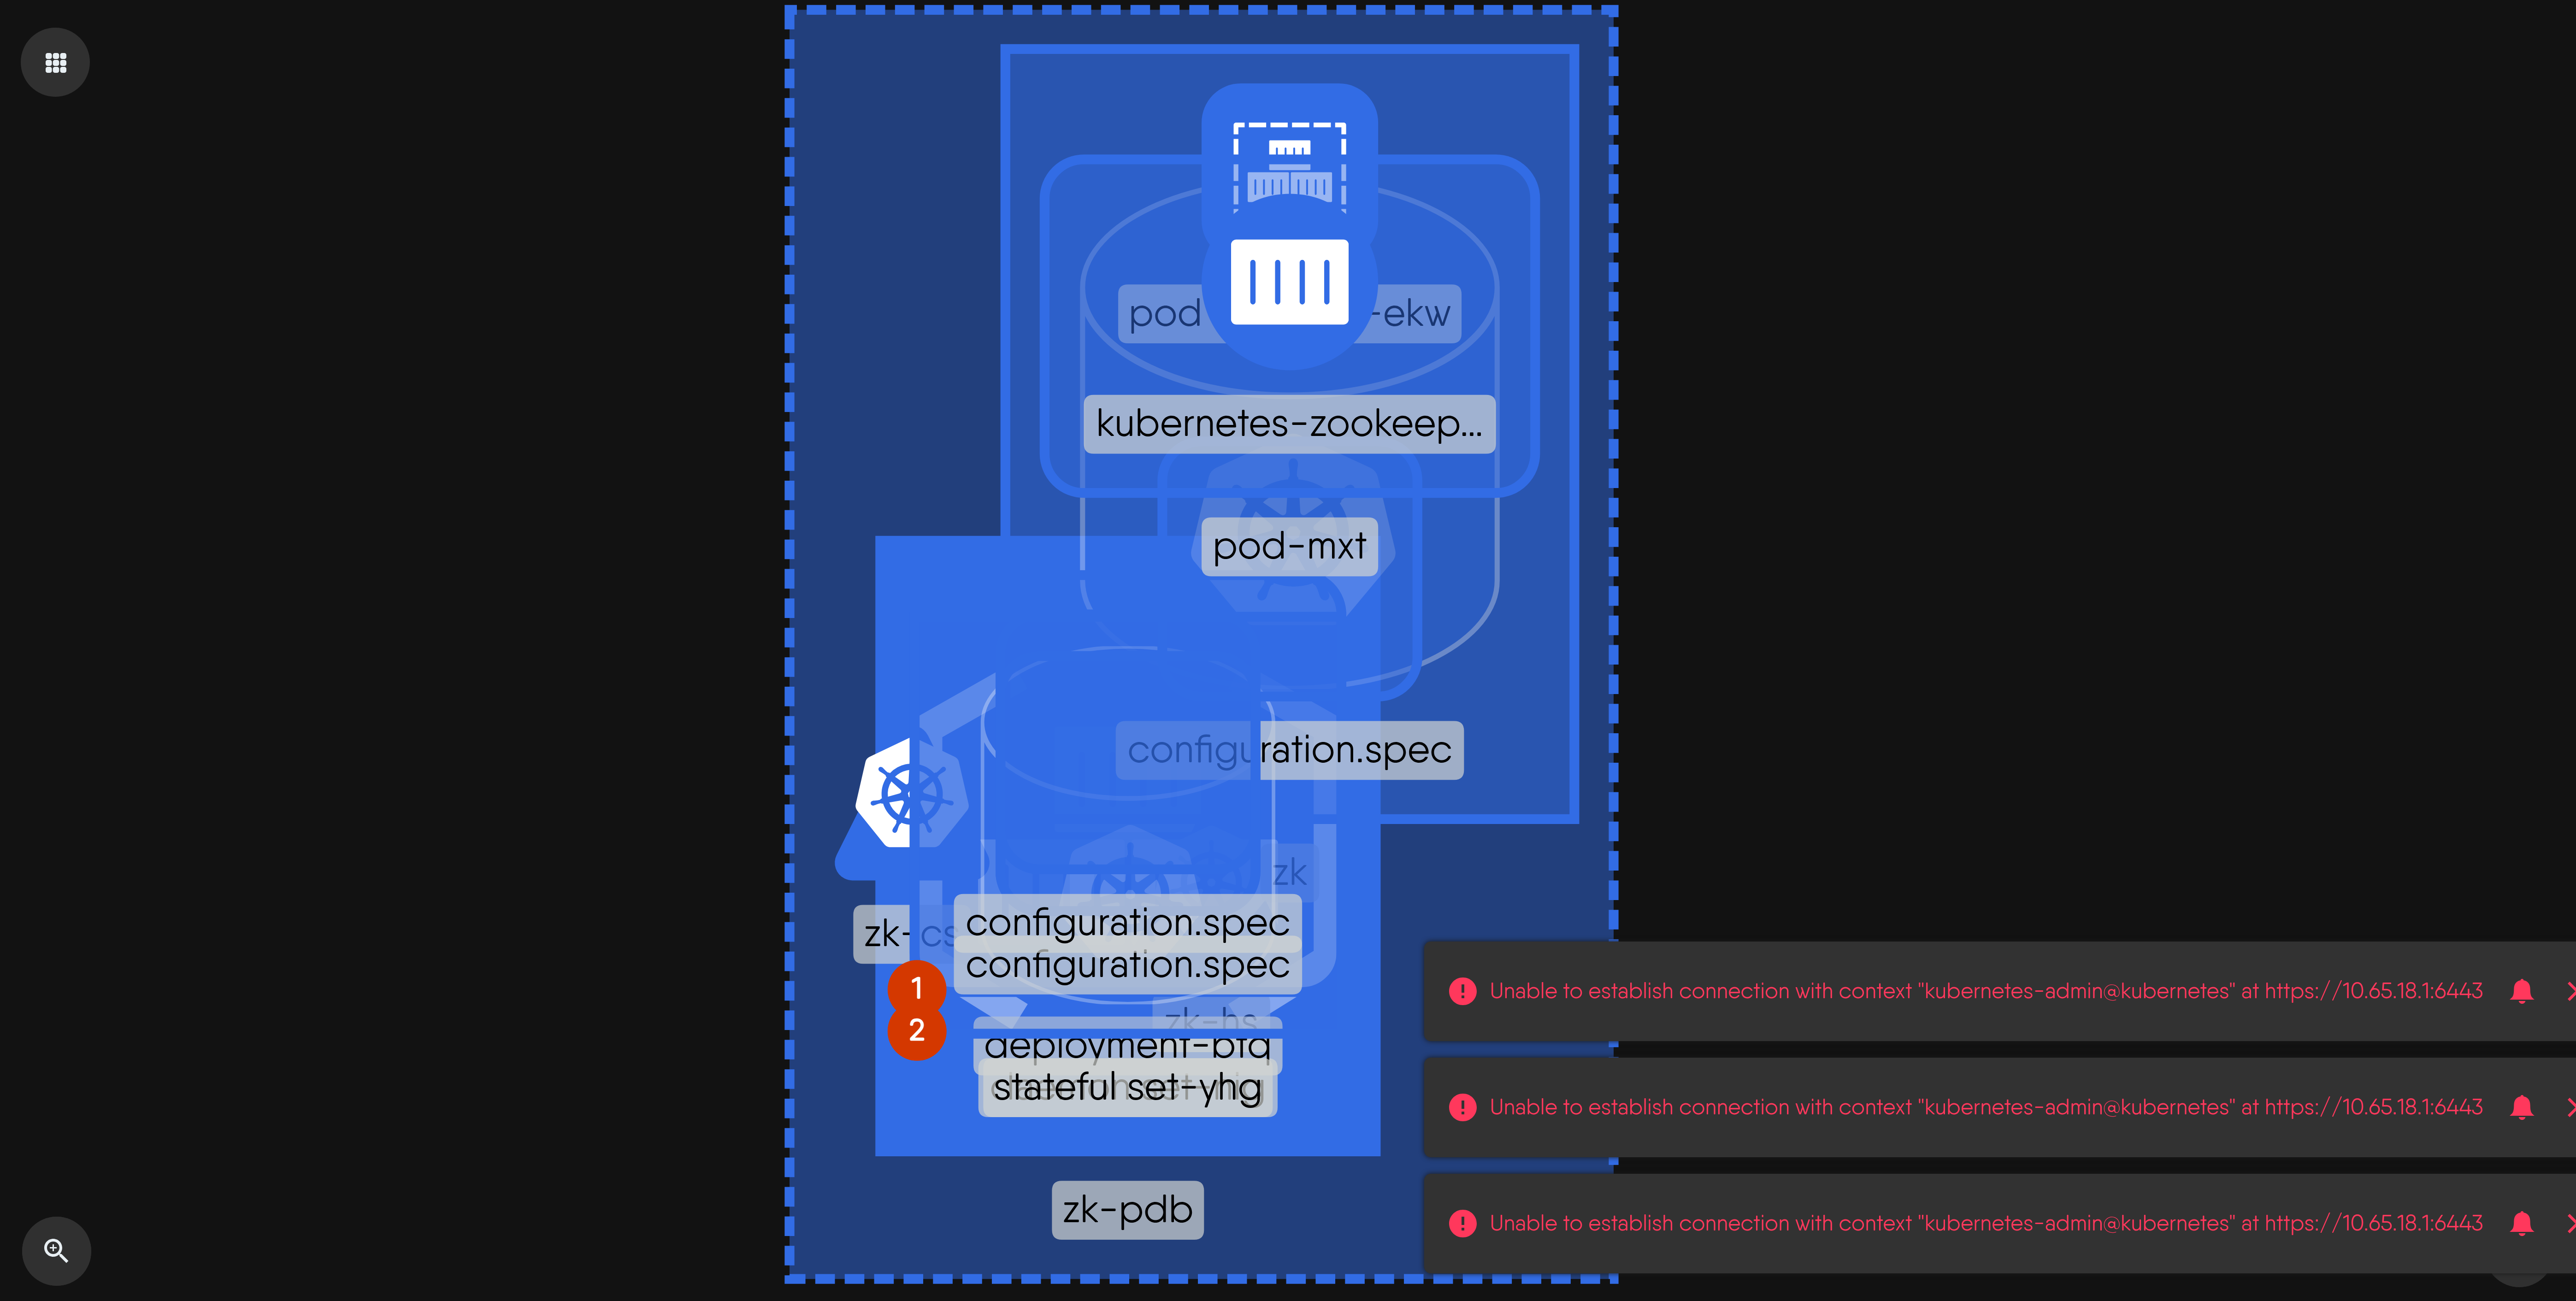 pod -ekw
kubernetes-zookeep...
pod-mxt
configuration.spec
zk
zk-cs
configuration.spec
configuration.spec
1
2
zk-hs
deployment-btq
stateful set-yhg
zk-pdb
Unable to establish connection with context "kubernetes-admin@kubernetes" at https://10.65.18.1:6443
Unable to establish connection with context "kubernetes-admin@kubernetes" at https://10.65.18.1:6443
Unable to establish connection with context "kubernetes-admin@kubernetes" at https://10.65.18.1:6443